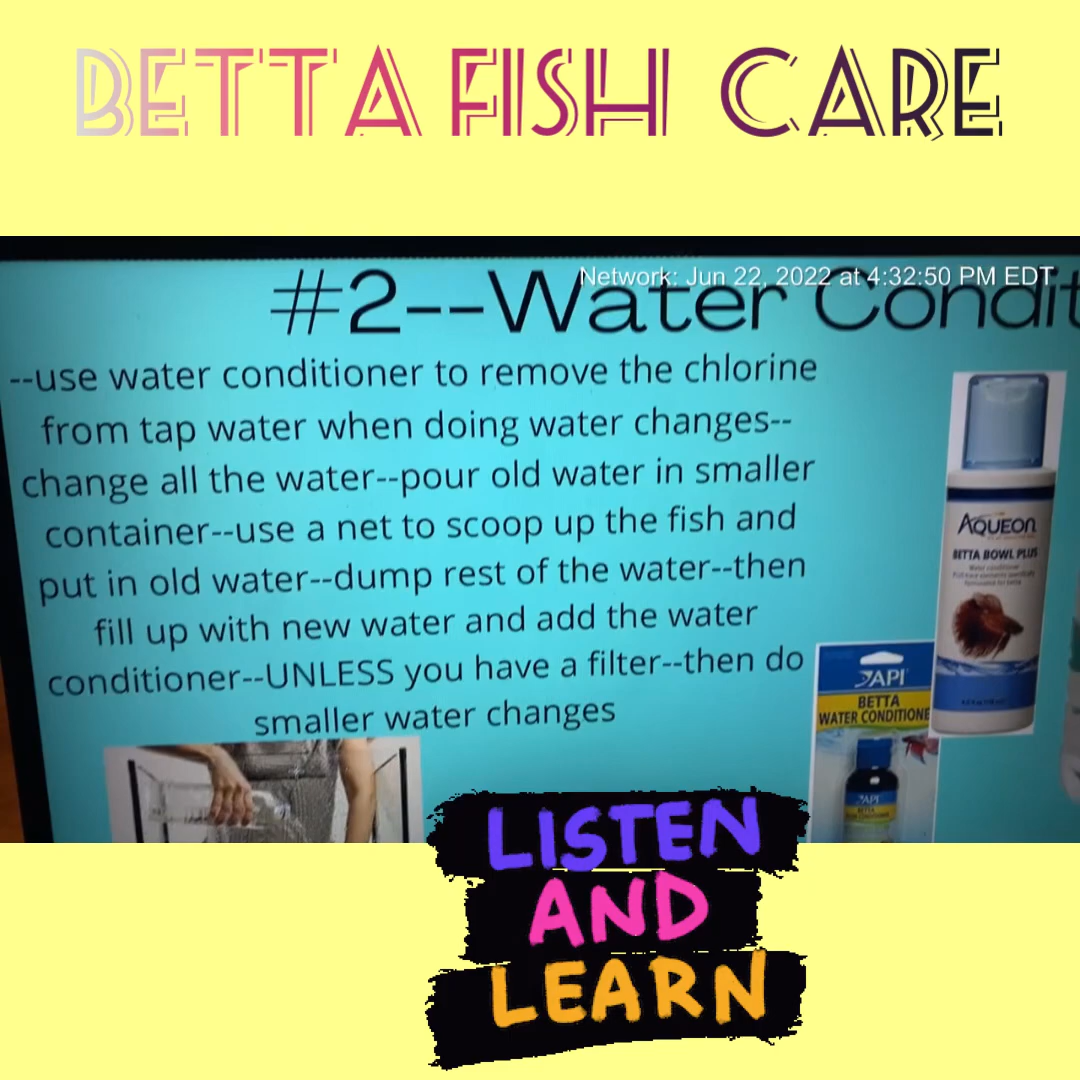 BETTA FISH CARE
Network: Jun 22, 2022 at 4:32:50 PM EDT
#2--Water Condit
--use water conditioner to remove the chlorine
from tap water when doing water changes--
change all the water--pour old water in smaller
container--use a net to scoop up the fish and
put in old water--dump rest of the water--then
fill up with new water and add the water
conditioner--UNLESS you have a filter--then do
smaller water changes
AQUEON
BETTA BOWL PLUS
Water conditioner
API
BETTA
WATER CONDITIONE
API
BETTA
LISTEN
AND
LEARN